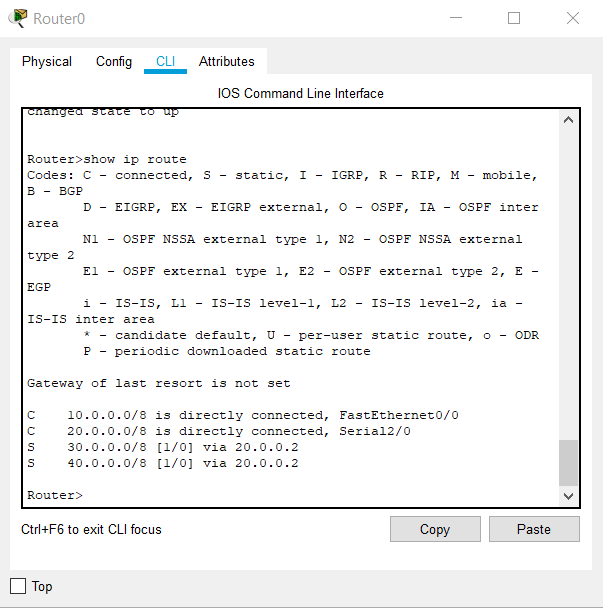 Router0
Physical Config CLI Attributes
IOS Command Line Interface
changed state to up
Router>show ip route
Codes: C - connected, S - static, I - IGRP, R - RIP, M - mobile,
B - BGP
D - EIGRP, EX - EIGRP external, O - OSPF, IA - OSPF inter
area
N1 - OSPF NSSA external type 1, N2 - OSPF NSSA external
type 2
E1 - OSPF external type 1, E2 - OSPF external type 2, E -
EGP
i - IS-IS, L1 - IS-IS level-1, L2 - IS-IS level-2, ia -
IS-IS inter area
* - candidate default, U - per-user static route, o - ODR
P - periodic downloaded static route
Gateway of last resort is not set
C 10.0.0.0/8 is directly connected, FastEthernet0/0
C 20.0.0.0/8 is directly connected, Serial2/0
S 30.0.0.0/8 [1/0] via 20.0.0.2
S 40.0.0.0/8 [1/0] via 20.0.0.2
Router>
Ctrl+F6 to exit CLI focus
Copy Paste
Top